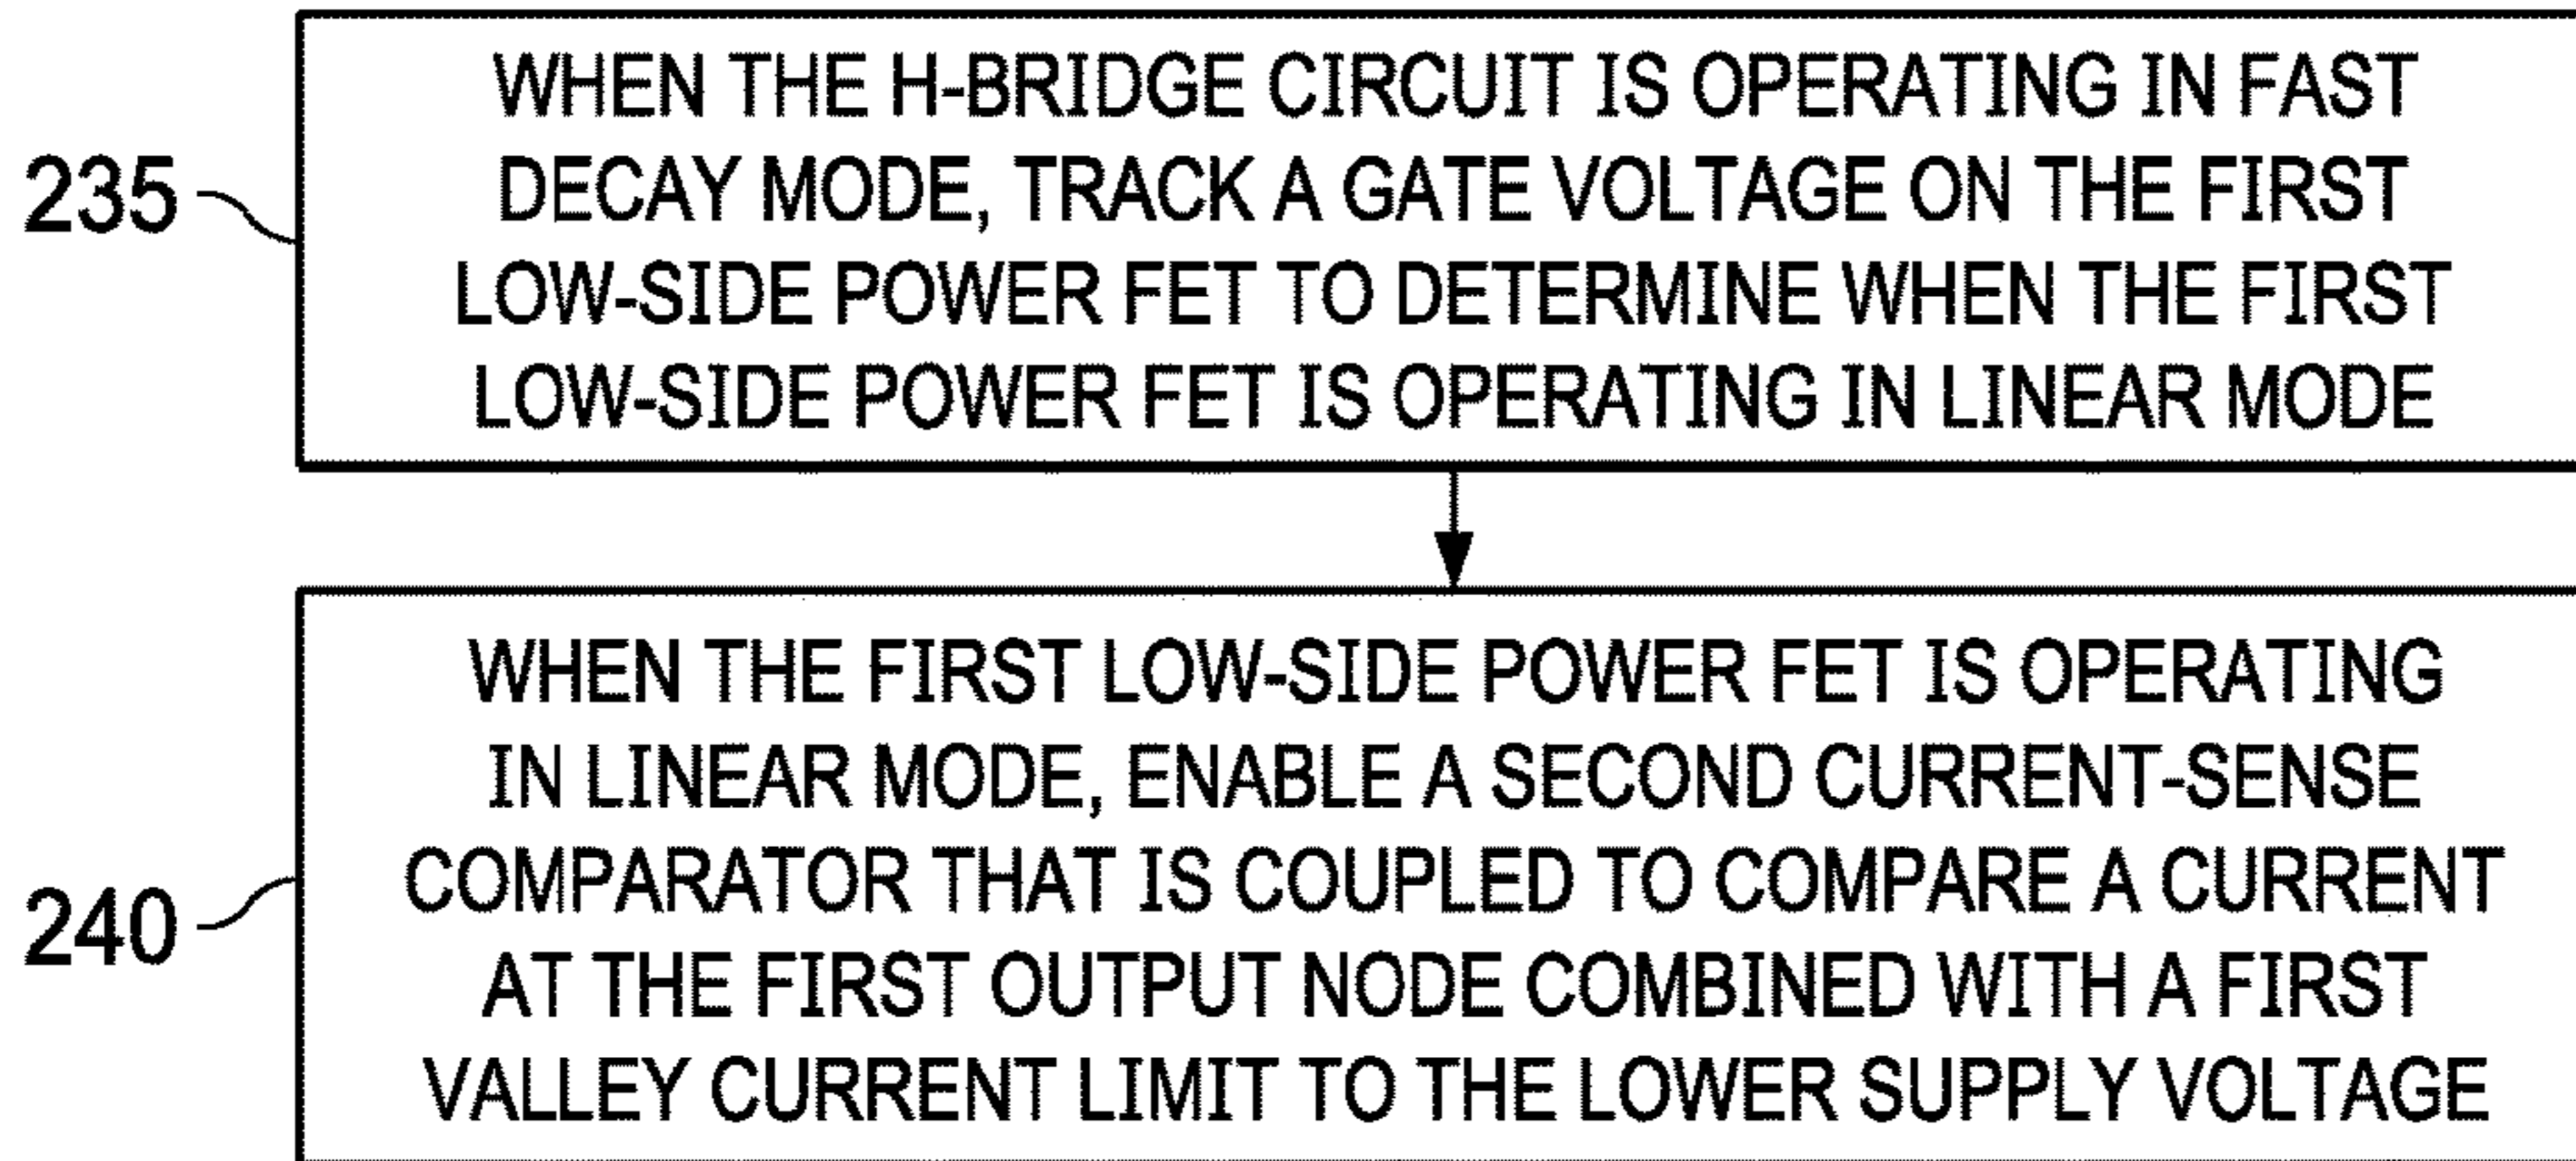 235
WHEN THE H-BRIDGE CIRCUIT IS OPERATING IN FAST
DECAY MODE, TRACK A GATE VOLTAGE ON THE FIRST
LOW-SIDE POWER FET TO DETERMINE WHEN THE FIRST
LOW-SIDE POWER FET IS OPERATING IN LINEAR MODE
240
WHEN THE FIRST LOW-SIDE POWER FET IS OPERATING
IN LINEAR MODE, ENABLE A SECOND CURRENT-SENSE
COMPARATOR THAT IS COUPLED TO COMPARE A CURRENT
AT THE FIRST OUTPUT NODE COMBINED WITH A FIRST
VALLEY CURRENT LIMIT TO THE LOWER SUPPLY VOLTAGE